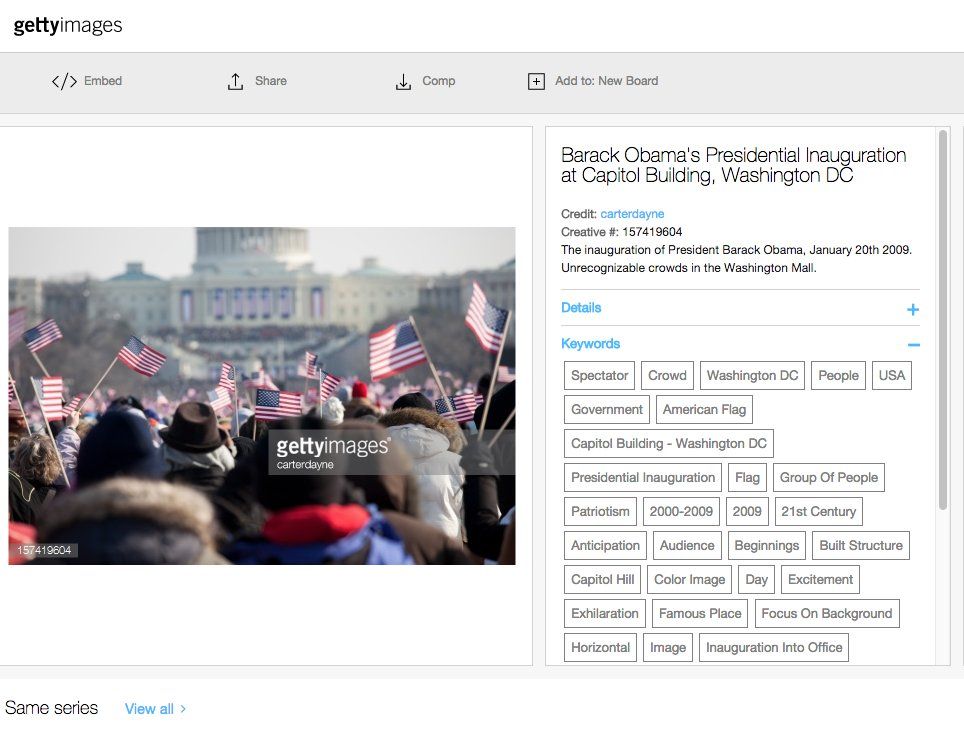 gettyimages
Embed
Share
Comp
Add to: New Board
gettyimages®
carterdayne
157419604
Barack Obama's Presidential Inauguration
at Capitol Building, Washington DC
Credit: carterdayne
Creative #: 157419604
The inauguration of President Barack Obama, January 20th 2009.
Unrecognizable crowds in the Washington Mall.
Details
Keywords
Spectator Crowd Washington DC People USA
Government American Flag
Capitol Building - Washington DC
Presidential Inauguration Flag Group Of People
Patriotism 2000-2009 2009 21st Century
Anticipation Audience Beginnings Built Structure
Capitol Hill Color Image Day Excitement
Exhilaration Famous Place Focus On Background
Horizontal Image Inauguration Into Office
Same series View all >